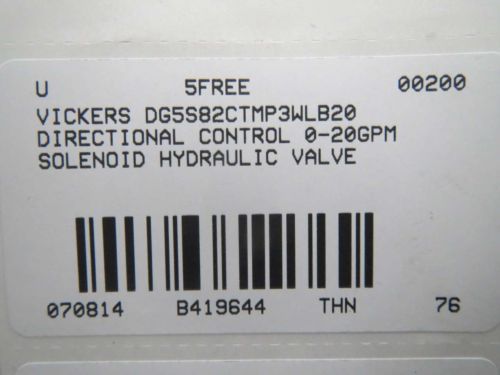 U 5FREE 00200
VICKERS DG5S82CTMP3WLB20
DIRECTIONAL CONTROL 0-20GPM
SOLENOID HYDRAULIC VALVE
070814 B419644 THN 76